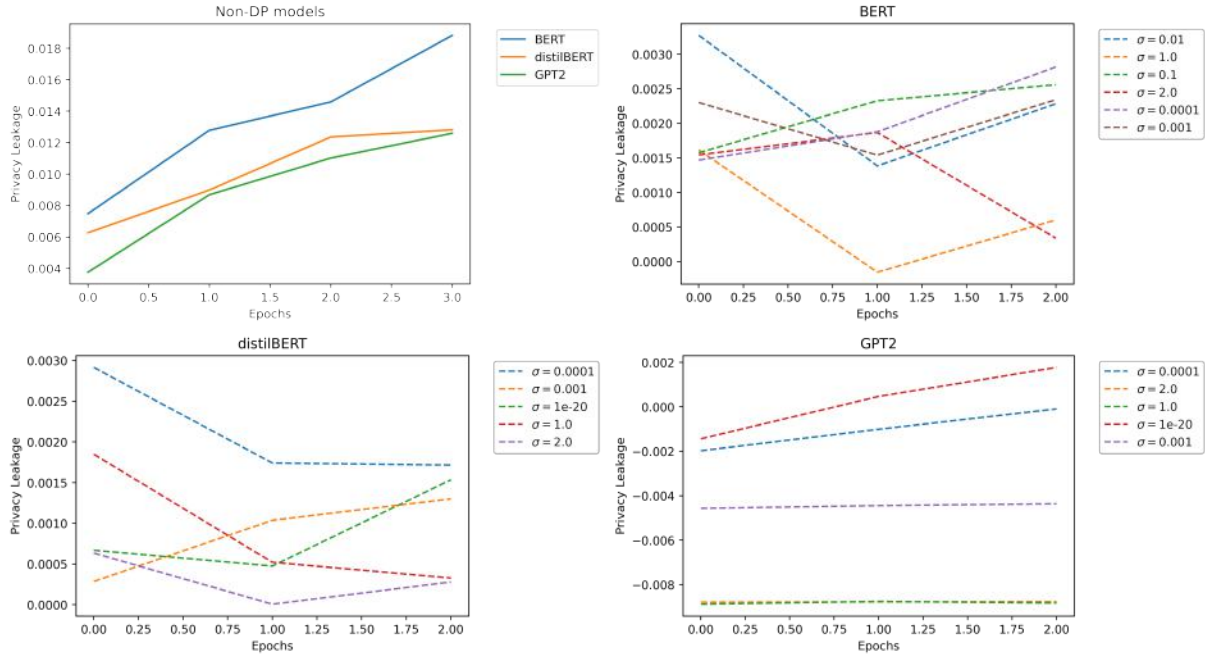 Non-DP models
Privacy Leakage
0.018
0.016
0.014
0.012
0.010
0.008
0.006
0.004
0.0 0.5 1.0 1.5 2.0 2.5 3.0
Epochs
BERT
distilBERT
GPT2
BERT
Privacy Leakage
0.0030
0.0025
0.0020
0.0015
0.0010
0.0005
0.0000
0.00 0.25 0.50 0.75 1.00 1.25 1.50 1.75 2.00
Epochs
σ = 0.01
σ = 1.0
σ = 0.1
σ = 2.0
σ = 0.0001
σ = 0.001
distilBERT
Privacy Leakage
0.0030
0.0025
0.0020
0.0015
0.0010
0.0005
0.0000
0.00 0.25 0.50 0.75 1.00 1.25 1.50 1.75 2.00
Epochs
σ = 0.0001
σ = 0.001
σ = 1e-20
σ = 1.0
σ = 2.0
GPT2
Privacy Leakage
0.002
0.000
−0.002
−0.004
−0.006
−0.008
0.00 0.25 0.50 0.75 1.00 1.25 1.50 1.75 2.00
Epochs
σ = 0.0001
σ = 2.0
σ = 1.0
σ = 1e-20
σ = 0.001